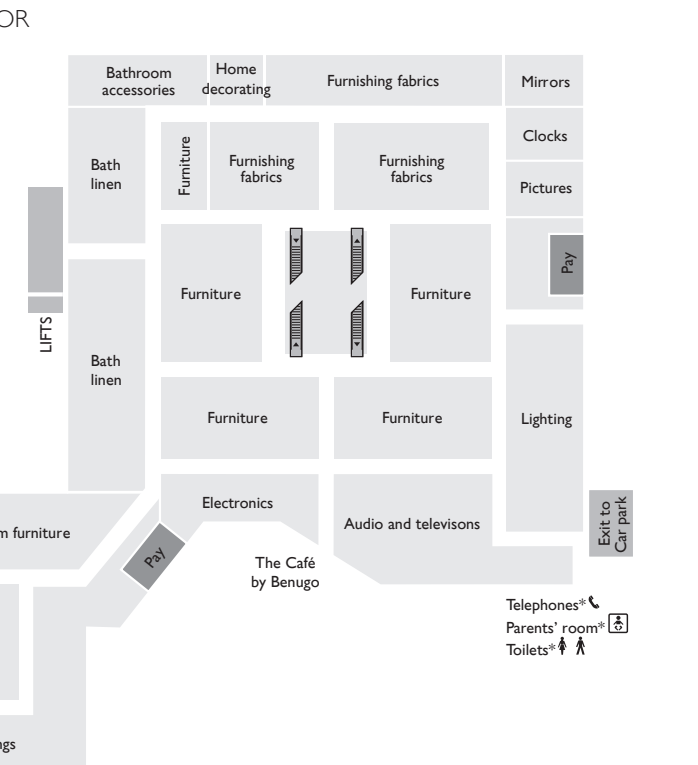 OR
Bathroom
accessories
Home
decorating
Furnishing fabrics
Mirrors
Clocks
Bath
linen
Furniture
Furnishing
fabrics
Furnishing
fabrics
Pictures
Pay
Furniture
Furniture
LIFTS
Bath
linen
Furniture
Furniture
Lighting
Electronics
Audio and televisons
Exit to
Car park
m furniture
Pay
The Café
by Benugo
Telephones*
Parents' room*
Toilets*
ngs